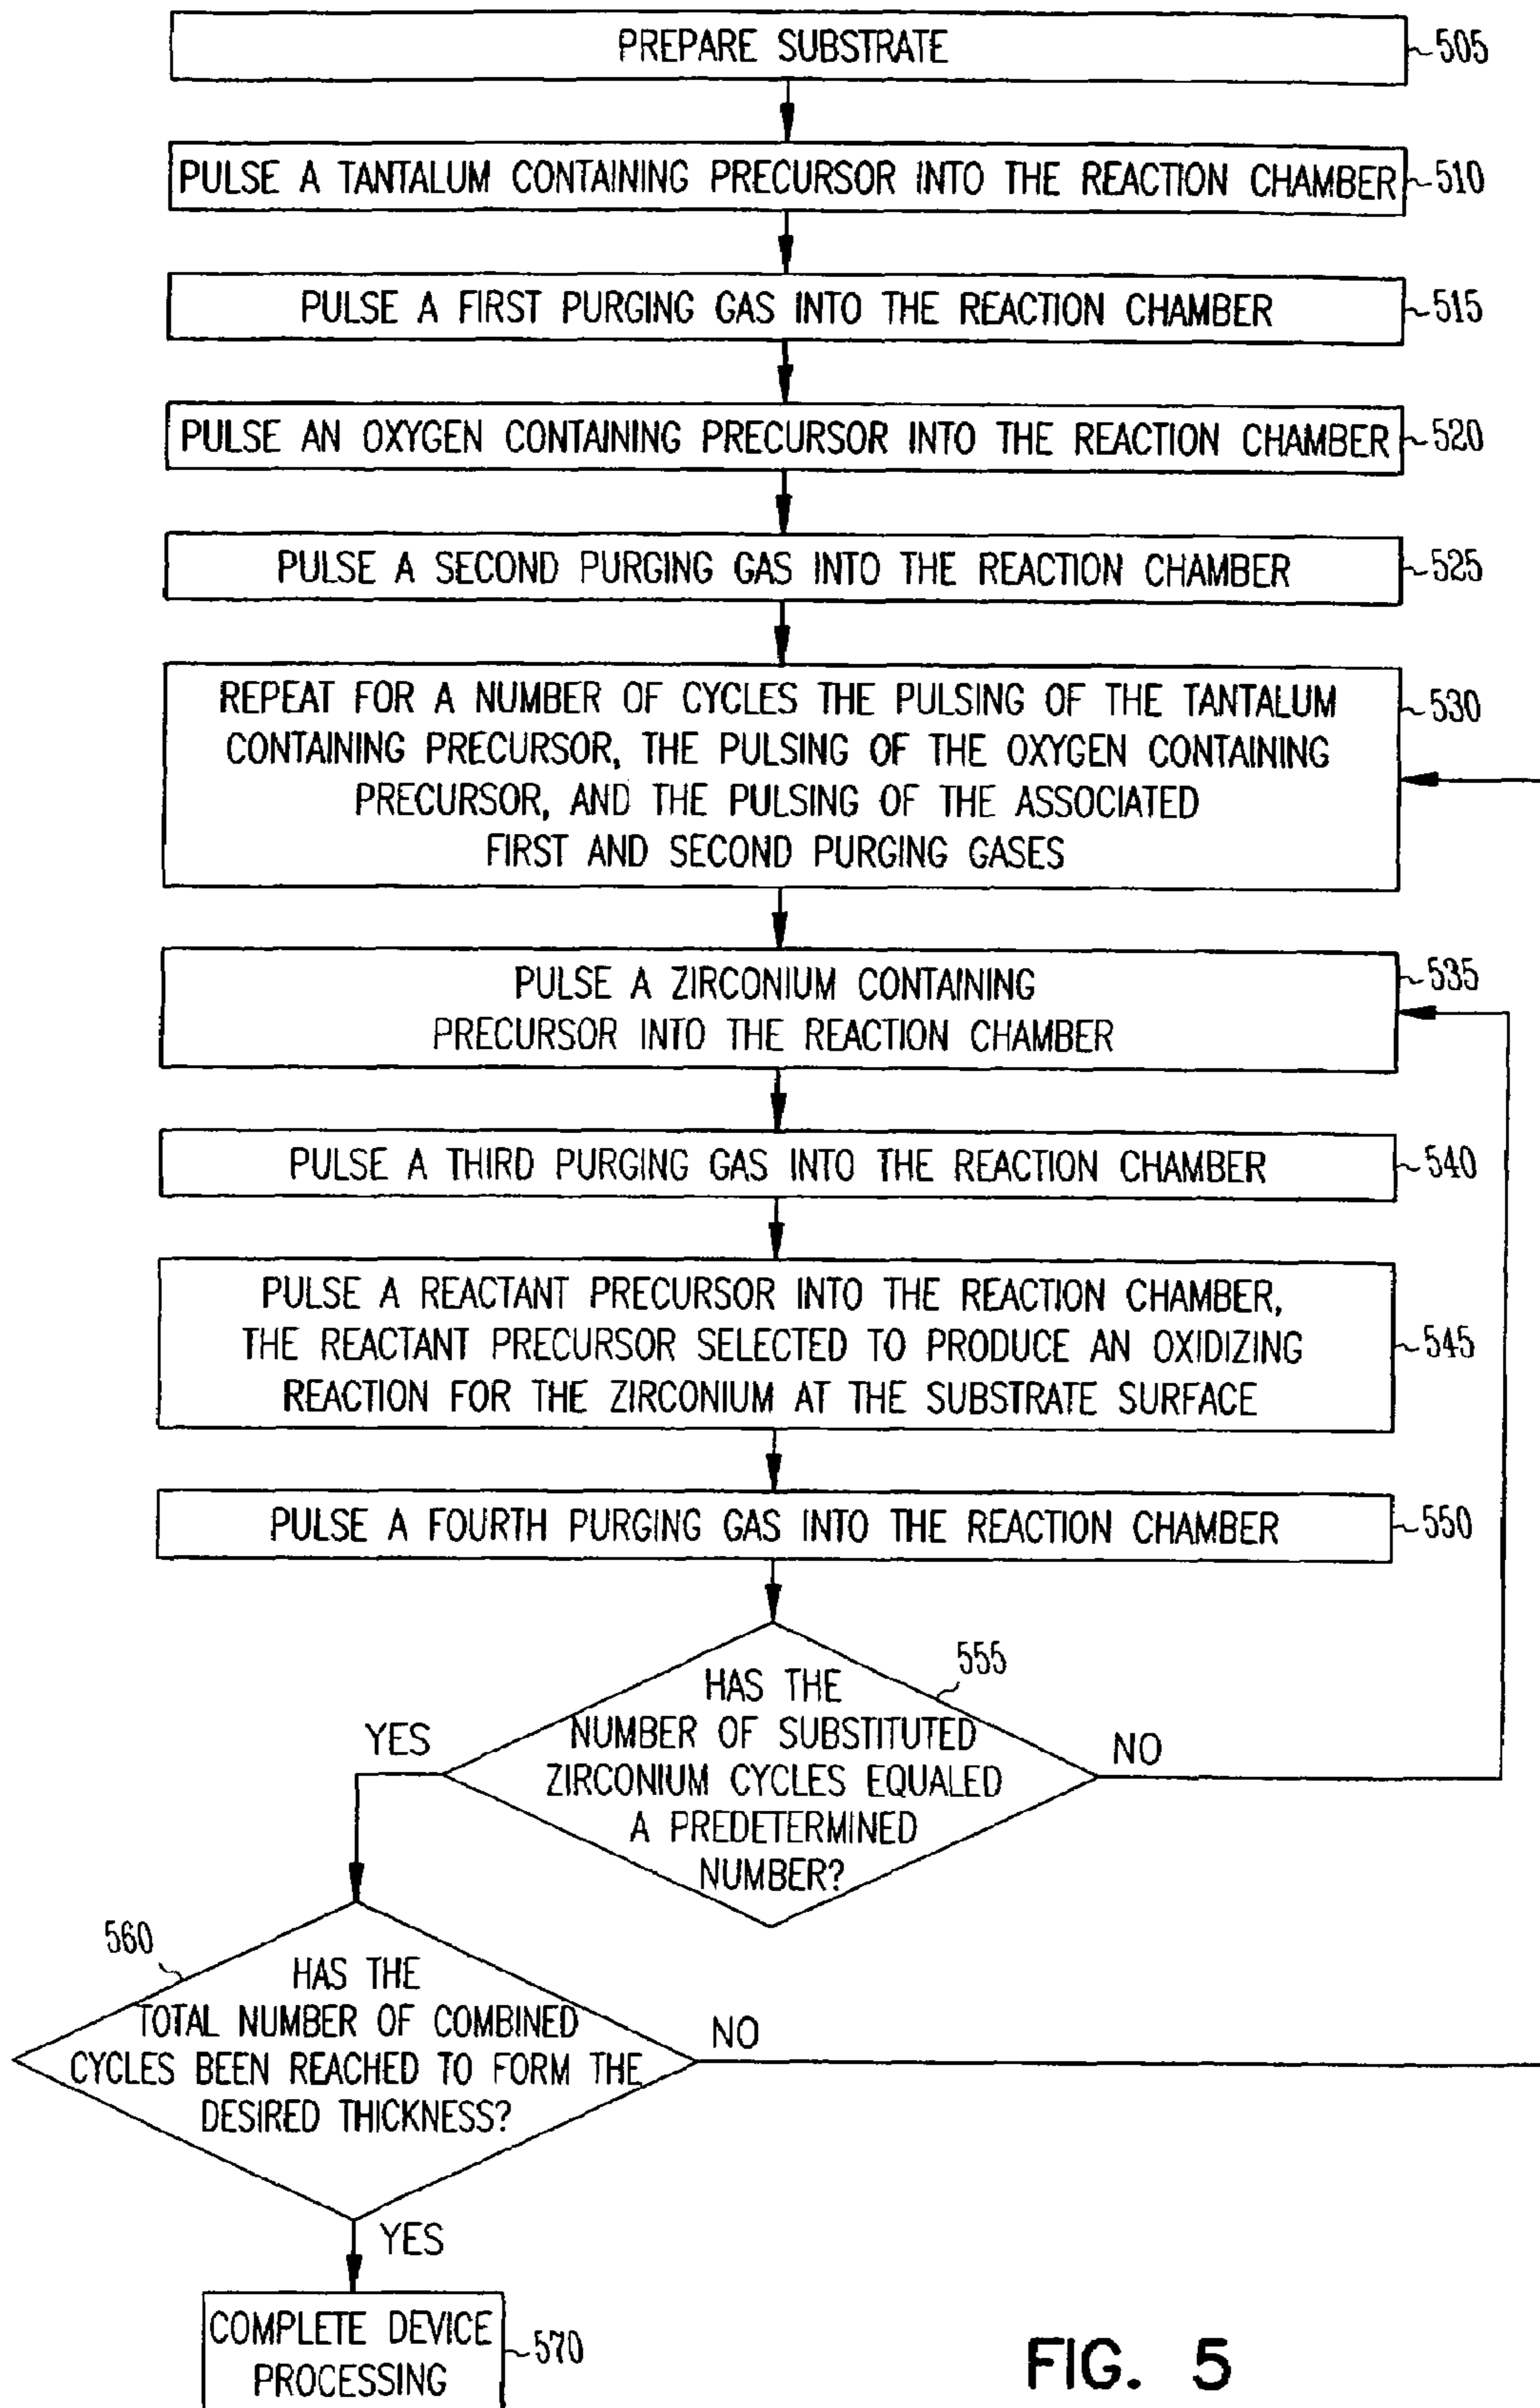 PREPARE SUBSTRATE
505
PULSE A TANTALUM CONTAINING PRECURSOR INTO THE REACTION CHAMBER
510
PULSE A FIRST PURGING GAS INTO THE REACTION CHAMBER
515
PULSE AN OXYGEN CONTAINING PRECURSOR INTO THE REACTION CHAMBER
520
PULSE A SECOND PURGING GAS INTO THE REACTION CHAMBER
525
REPEAT FOR A NUMBER OF CYCLES THE PULSING OF THE TANTALUM
CONTAINING PRECURSOR, THE PULSING OF THE OXYGEN CONTAINING
PRECURSOR, AND THE PULSING OF THE ASSOCIATED
FIRST AND SECOND PURGING GASES
530
PULSE A ZIRCONIUM CONTAINING
PRECURSOR INTO THE REACTION CHAMBER
535
PULSE A THIRD PURGING GAS INTO THE REACTION CHAMBER
540
PULSE A REACTANT PRECURSOR INTO THE REACTION CHAMBER,
THE REACTANT PRECURSOR SELECTED TO PRODUCE AN OXIDIZING
REACTION FOR THE ZIRCONIUM AT THE SUBSTRATE SURFACE
545
PULSE A FOURTH PURGING GAS INTO THE REACTION CHAMBER
550
HAS THE
NUMBER OF SUBSTITUTED
ZIRCONIUM CYCLES EQUALED
A PREDETERMINED
NUMBER?
555
YES
NO
560
HAS THE
TOTAL NUMBER OF COMBINED
CYCLES BEEN REACHED TO FORM THE
DESIRED THICKNESS?
NO
YES
COMPLETE DEVICE
PROCESSING
570
FIG. 5